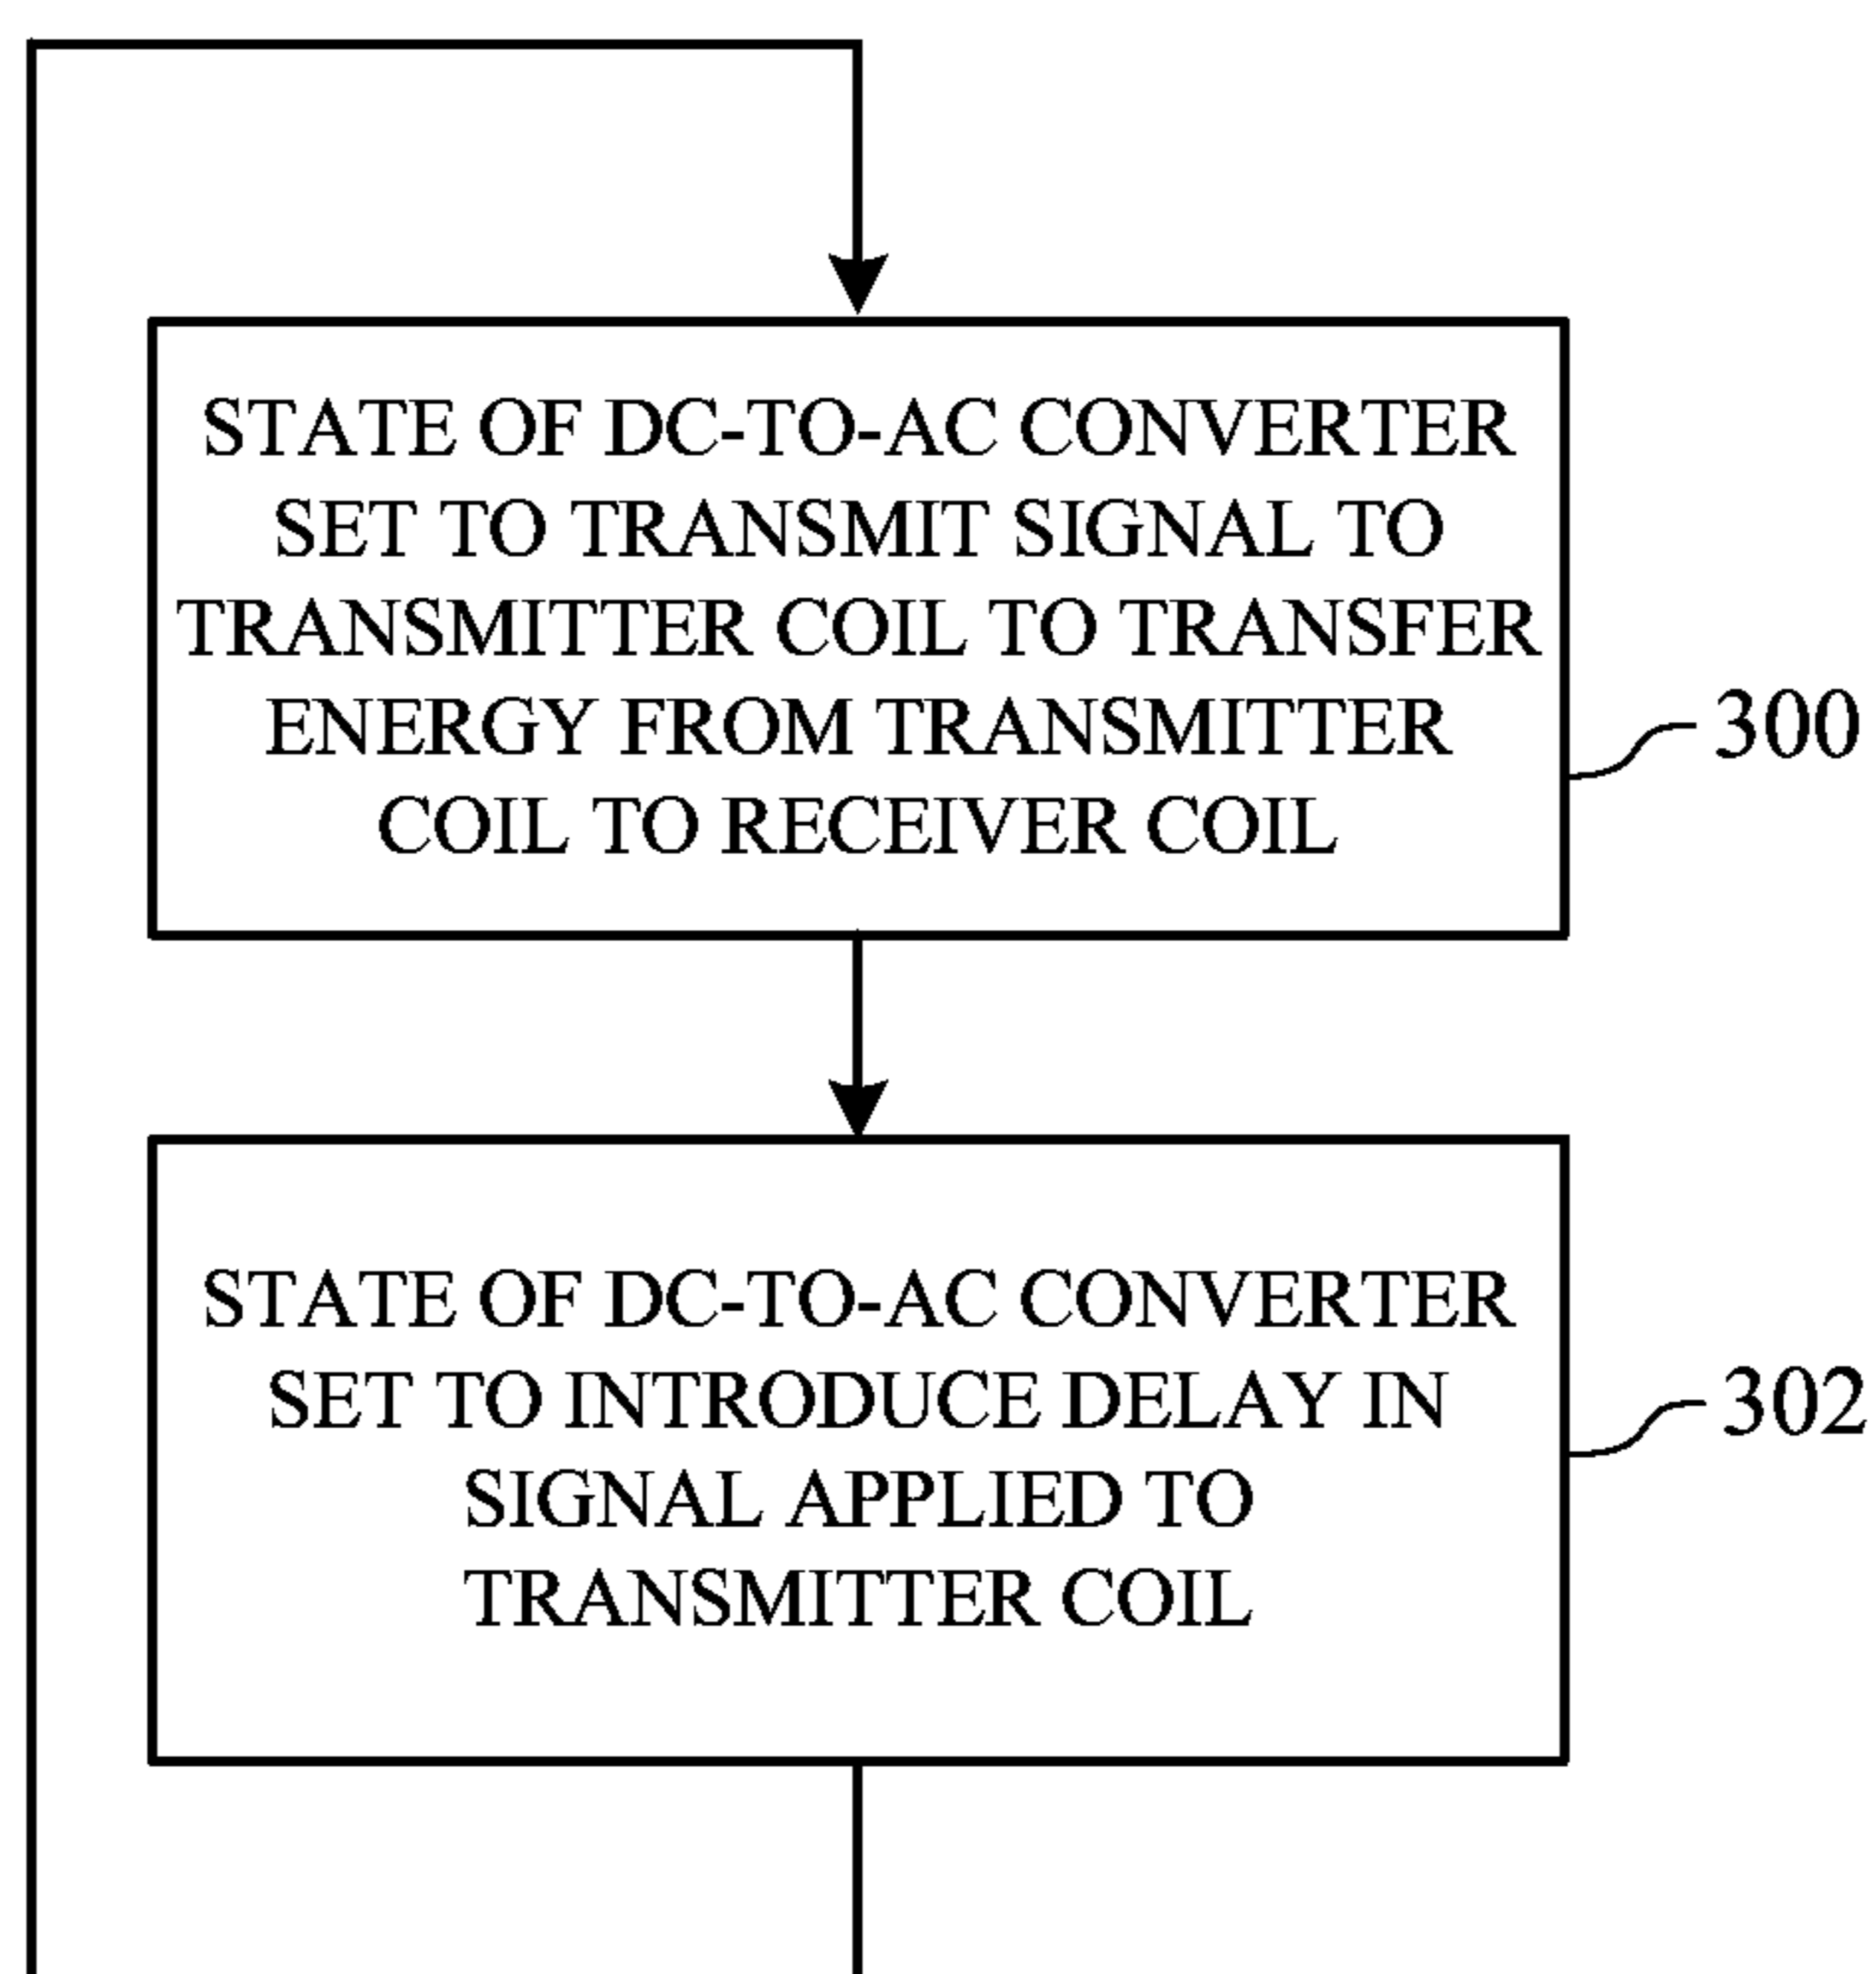 STATE OF DC-TO-AC CONVERTER
SET TO TRANSMIT SIGNAL TO
TRANSMITTER COIL TO TRANSFER
ENERGY FROM TRANSMITTER
COIL TO RECEIVER COIL
300
STATE OF DC-TO-AC CONVERTER
SET TO INTRODUCE DELAY IN
SIGNAL APPLIED TO
TRANSMITTER COIL
302